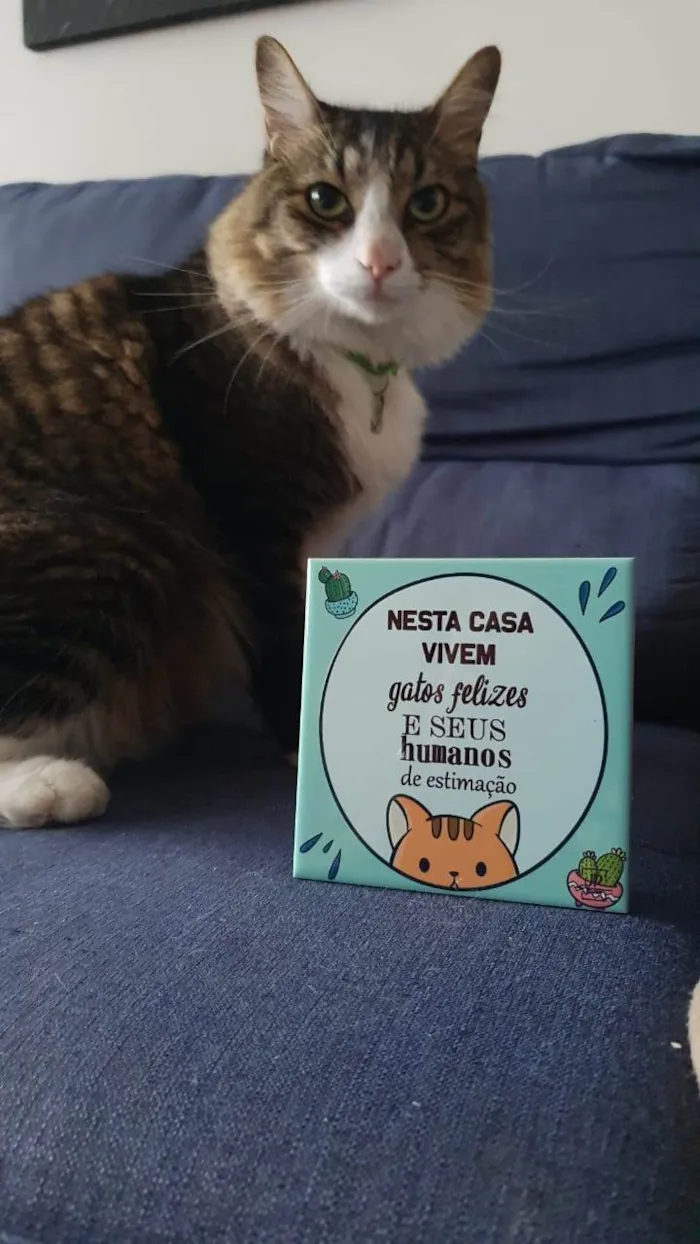 NESTA CASA
VIVEM
gatos felizes
E SEUS
humanos
de estimação